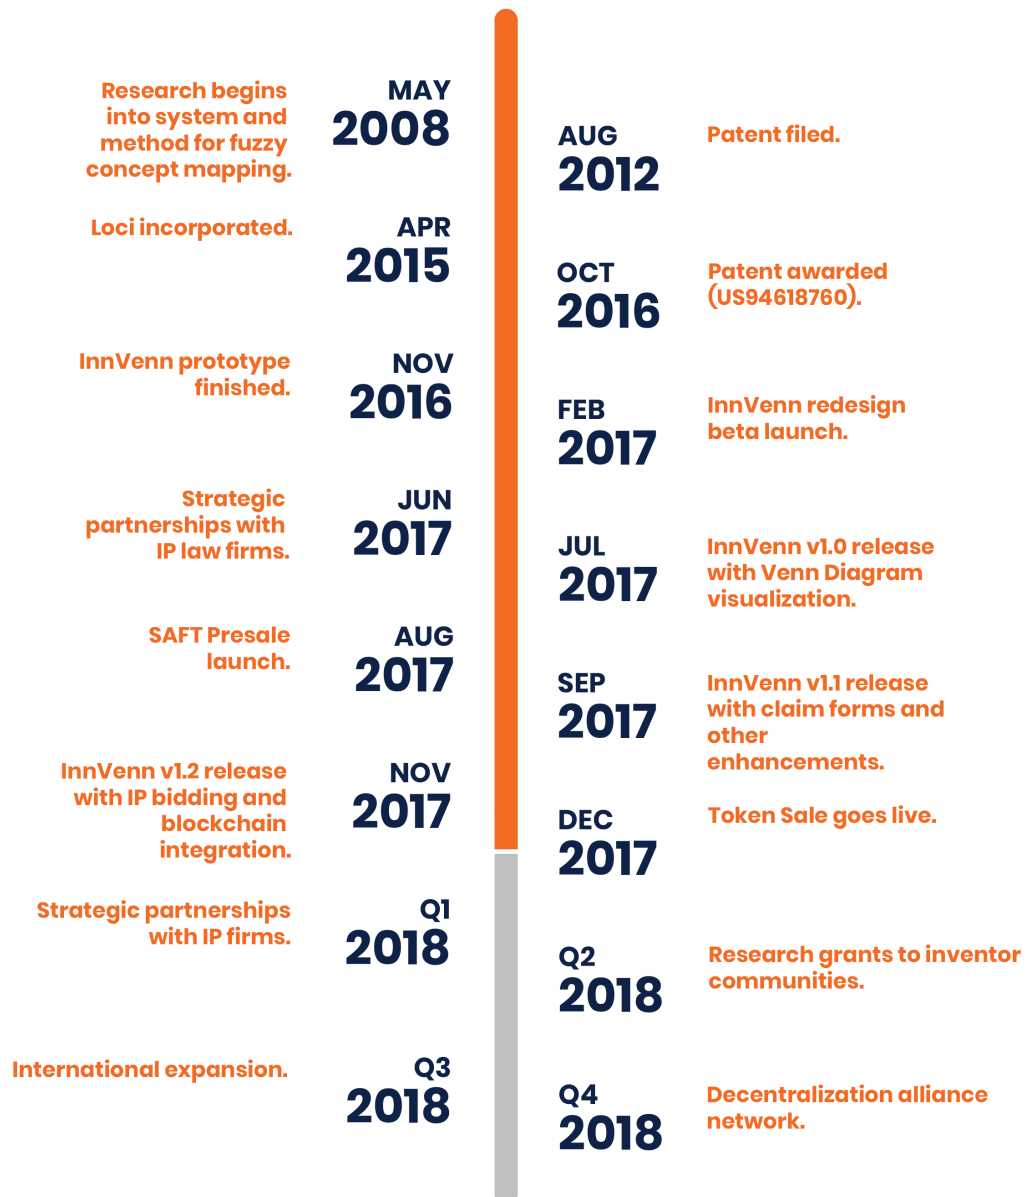 MAY
2008
Research begins
into system and
method for fuzzy
concept mapping.
AUG
2012
Patent filed.
APR
2015
Loci incorporated.
OCT
2016
Patent awarded
(US94618760).
NOV
2016
InnVenn prototype
finished.
FEB
2017
InnVenn redesign
beta launch.
JUN
2017
Strategic
partnerships with
IP law firms.
JUL
2017
InnVenn v1.0 release
with Venn Diagram
visualization.
AUG
2017
SAFT Presale
launch.
SEP
2017
InnVenn v1.1 release
with claim forms and
other
enhancements.
NOV
2017
InnVenn v1.2 release
with IP bidding and
blockchain
integration.
DEC
2017
Token Sale goes live.
Q1
2018
Strategic partnerships
with IP firms.
Q2
2018
Research grants to inventor
communities.
Q3
2018
International expansion.
Q4
2018
Decentralization alliance
network.